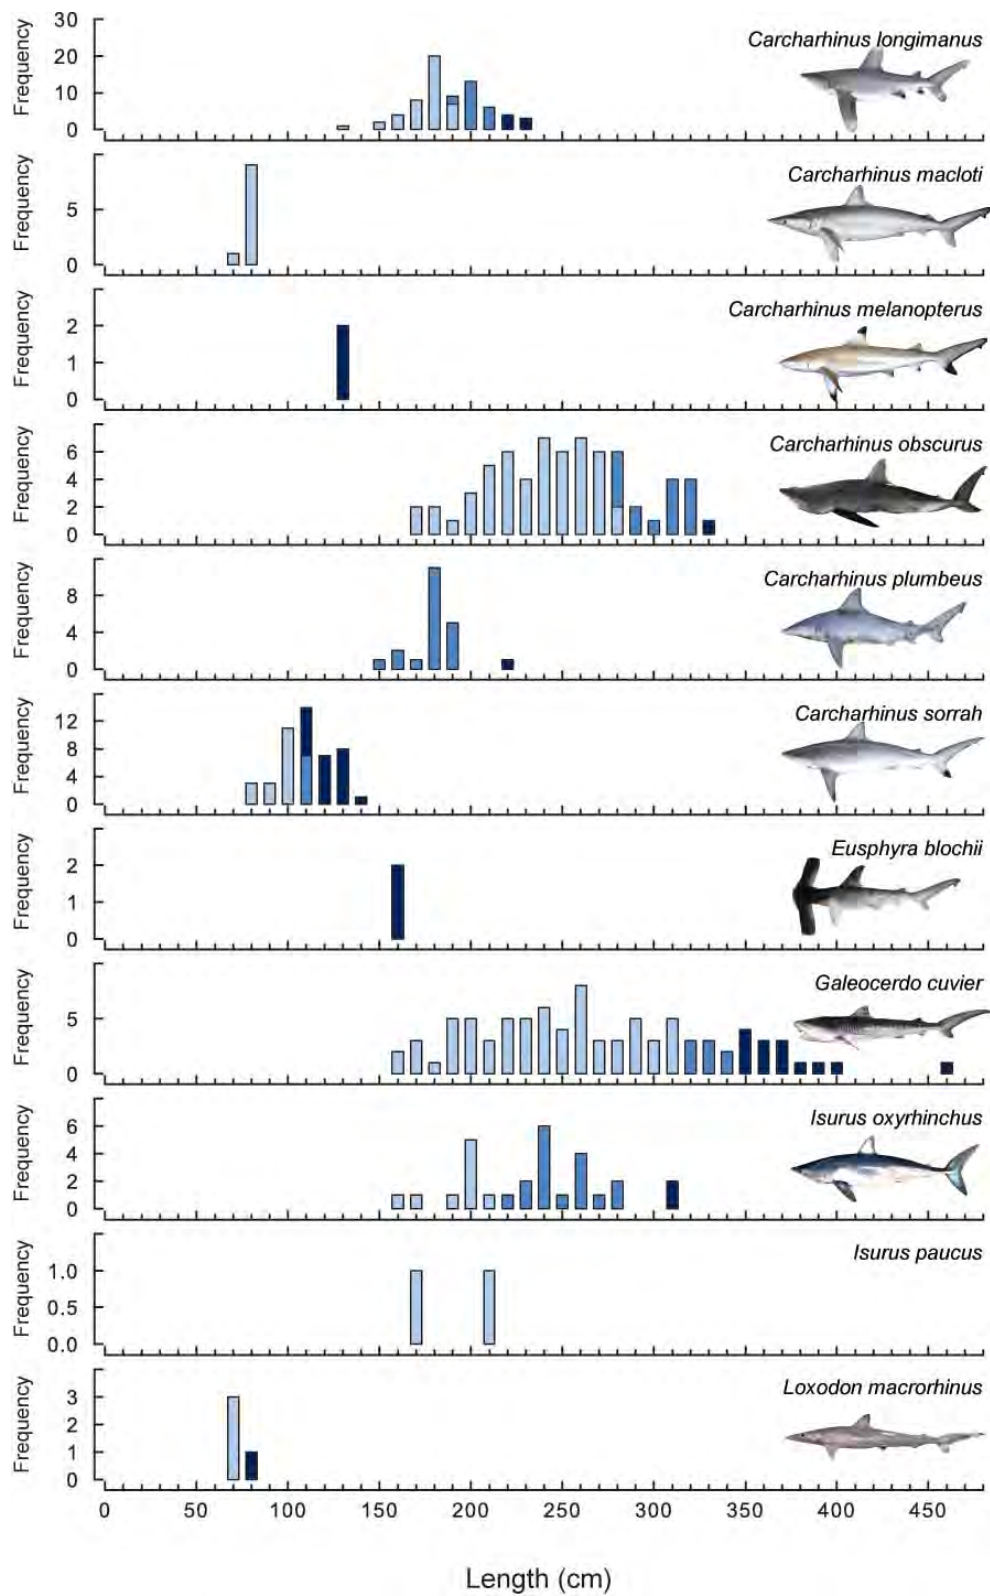 Frequency
30
20
10
0
Carcharhinus longimanus
Frequency
5
0
Carcharhinus macloti
Frequency
2
1
0
Carcharhinus melanopterus
Frequency
6
4
2
0
Carcharhinus obscurus
Frequency
8
4
0
Carcharhinus plumbeus
Frequency
12
8
4
0
Carcharhinus sorrah
Frequency
2
1
0
Eusphyra blochii
Frequency
5
0
Galeocerdo cuvier
Frequency
6
4
2
0
Isurus oxyrhinchus
Frequency
1.0
0.5
0.0
Isurus paucus
Frequency
3
2
1
0
Loxodon macrorhinus
0 50 100 150 200 250 300 350 400 450
Length (cm)